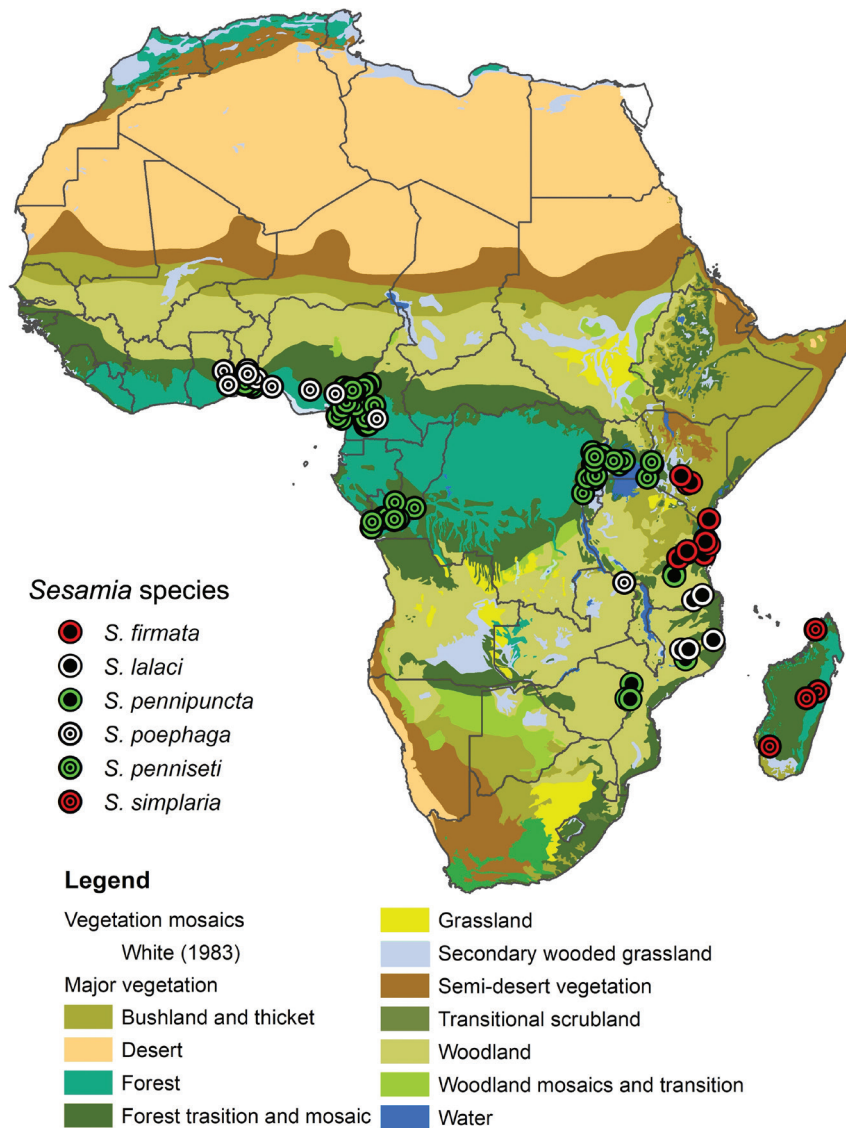 Sesamia species
S. firmata
S. lalaci
S. pennipuncta
S. poephaga
S. penniseti
S. simplaria
Legend
Vegetation mosaics
White (1983)
Major vegetation
Bushland and thicket
Desert
Forest
Forest trasition and mosaic
Grassland
Secondary wooded grassland
Semi-desert vegetation
Transitional scrubland
Woodland
Woodland mosaics and transition
Water